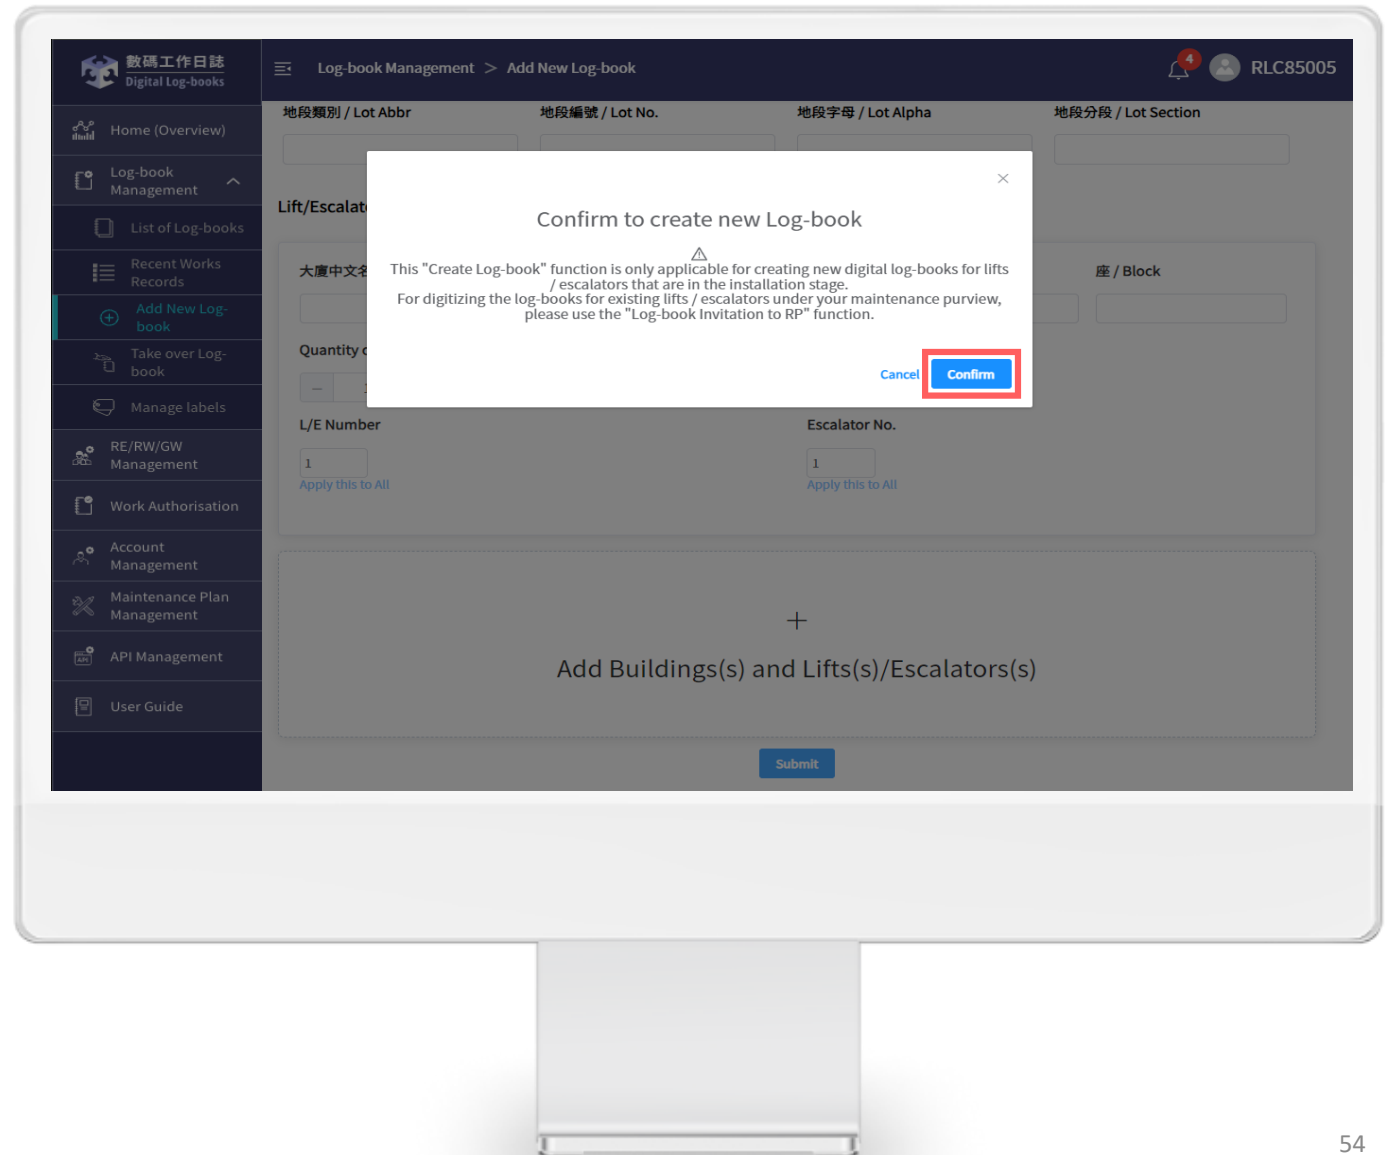 數碼工作日誌
Digital Log-books
Log-book Management > Add New Log-book
4
RLC85005
Home (Overview)
Log-book
Management
List of Log-books
Recent Works
Records
Add New Log-
book
Take over Log-
book
Manage labels
RE/RW/GW
Management
Work Authorisation
Account
Management
Maintenance Plan
Management
API
API Management
User Guide
地段類別 / Lot Abbr
地段編號 / Lot No.
地段字母 / Lot Alpha
地段分段 / Lot Section
Lift/Escalat
大廈中文名
座 / Block
Quantity
Confirm to create new Log-book
This "Create Log-book" function is only applicable for creating new digital log-books for lifts
/ escalators that are in the installation stage.
For digitizing the log-books for existing lifts / escalators under your maintenance purview,
please use the "Log-book Invitation to RP" function.
Cancel
Confirm
L/E Number
1
Apply this to All
Escalator No.
1
Apply this to All
+
Add Buildings(s) and Lifts(s)/Escalators(s)
Submit
54